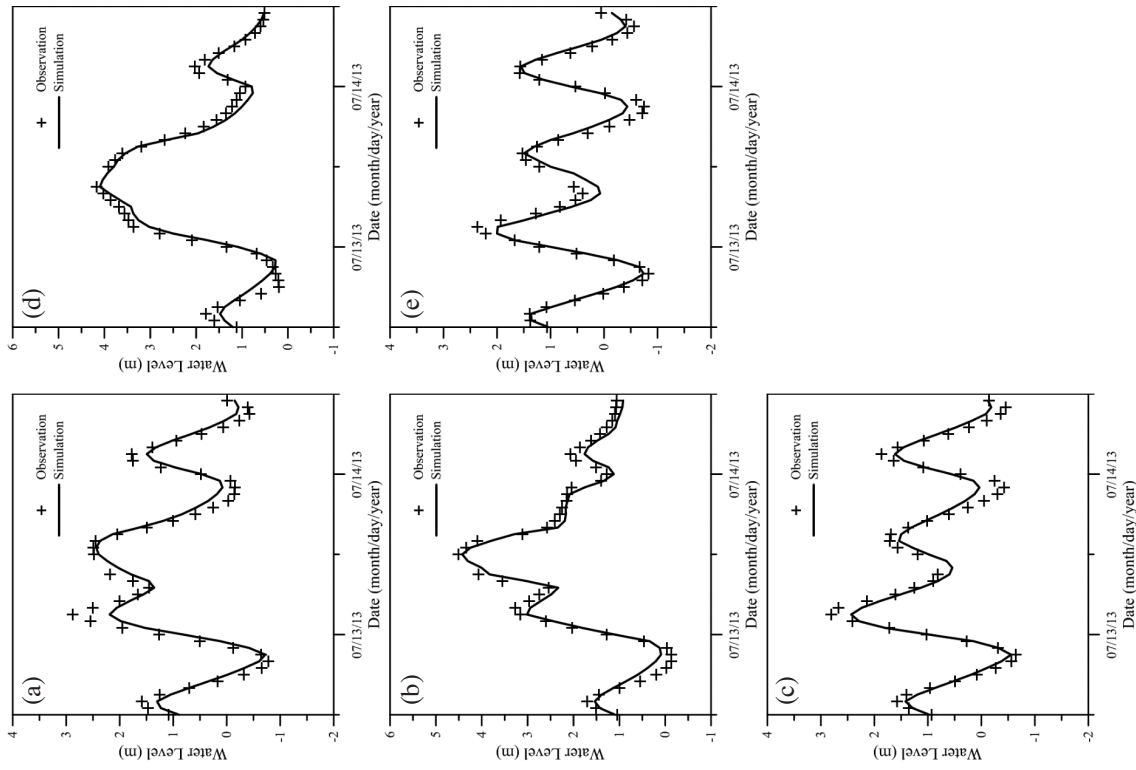 (a)
Water Level (m)
4
3
2
1
0
-1
-2
07/13/13
07/14/13
Date (month/day/year)
Observation
Simulation
(b)
Water Level (m)
6
5
4
3
2
1
0
-1
07/13/13
07/14/13
Date (month/day/year)
Observation
Simulation
(c)
Water Level (m)
4
3
2
1
0
-1
-2
07/13/13
07/14/13
Date (month/day/year)
Observation
Simulation
(d)
Water Level (m)
6
5
4
3
2
1
0
-1
07/13/13
07/14/13
Date (month/day/year)
Observation
Simulation
(e)
Water Level (m)
4
3
2
1
0
-1
-2
07/13/13
07/14/13
Date (month/day/year)
Observation
Simulation